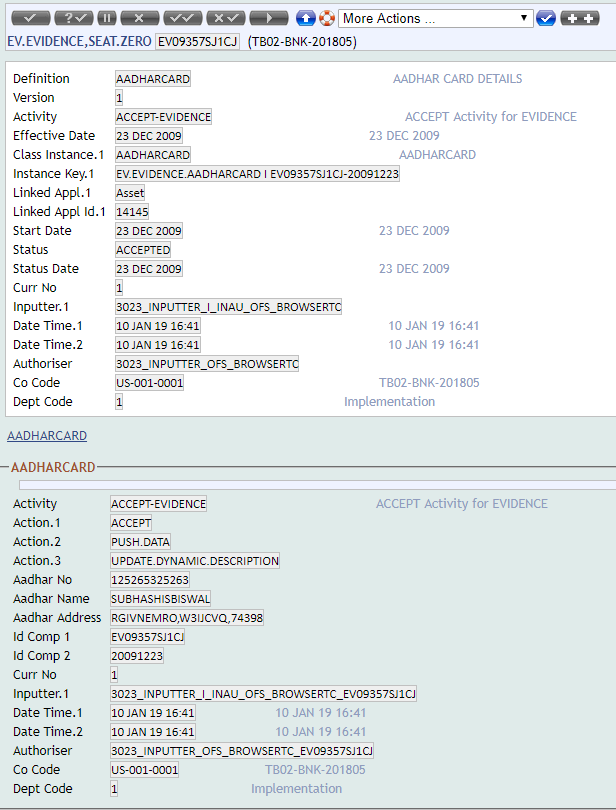 More Actions ...
EV.EVIDENCE,SEAT.ZERO EV09357SJ1CJ (TB02-BNK-201805)
Definition AADHARCARD AADHAR CARD DETAILS
Version 1
Activity ACCEPT-EVIDENCE ACCEPT Activity for EVIDENCE
Effective Date 23 DEC 2009 23 DEC 2009
Class Instance.1 AADHARCARD AADHARCARD
Instance Key.1 EV.EVIDENCE.AADHARCARD I EV09357SJ1CJ-20091223
Linked Appl.1 Asset
Linked Appl Id.1 14145
Start Date 23 DEC 2009 23 DEC 2009
Status ACCEPTED
Status Date 23 DEC 2009 23 DEC 2009
Curr No 1
Inputter.1 3023_INPUTTER_I_INAU_OFS_BROWSERTC
Date Time.1 10 JAN 19 16:41 10 JAN 19 16:41
Date Time.2 10 JAN 19 16:41 10 JAN 19 16:41
Authoriser 3023_INPUTTER_OFS_BROWSERTC
Co Code US-001-0001 TB02-BNK-201805
Dept Code 1 Implementation
AADHARCARD
AADHARCARD
Activity ACCEPT-EVIDENCE ACCEPT Activity for EVIDENCE
Action.1 ACCEPT
Action.2 PUSH.DATA
Action.3 UPDATE.DYNAMIC.DESCRIPTION
Aadhar No 125265325263
Aadhar Name SUBHASHISBISWAL
Aadhar Address RGIVNEMRO,W3IJCVQ,74398
Id Comp 1 EV09357SJ1CJ
Id Comp 2 20091223
Curr No 1
Inputter.1 3023_INPUTTER_I_INAU_OFS_BROWSERTC_EV09357SJ1CJ
Date Time.1 10 JAN 19 16:41 10 JAN 19 16:41
Date Time.2 10 JAN 19 16:41 10 JAN 19 16:41
Authoriser 3023_INPUTTER_OFS_BROWSERTC_EV09357SJ1CJ
Co Code US-001-0001 TB02-BNK-201805
Dept Code 1 Implementation